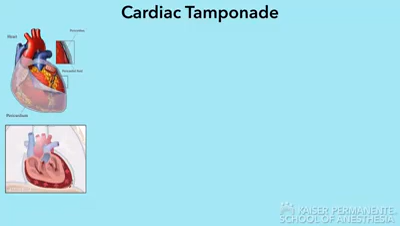 Cardiac Tamponade
Heart
Pericardium
KAISER PERMANENTE
SCHOOL OF ANESTHESIA